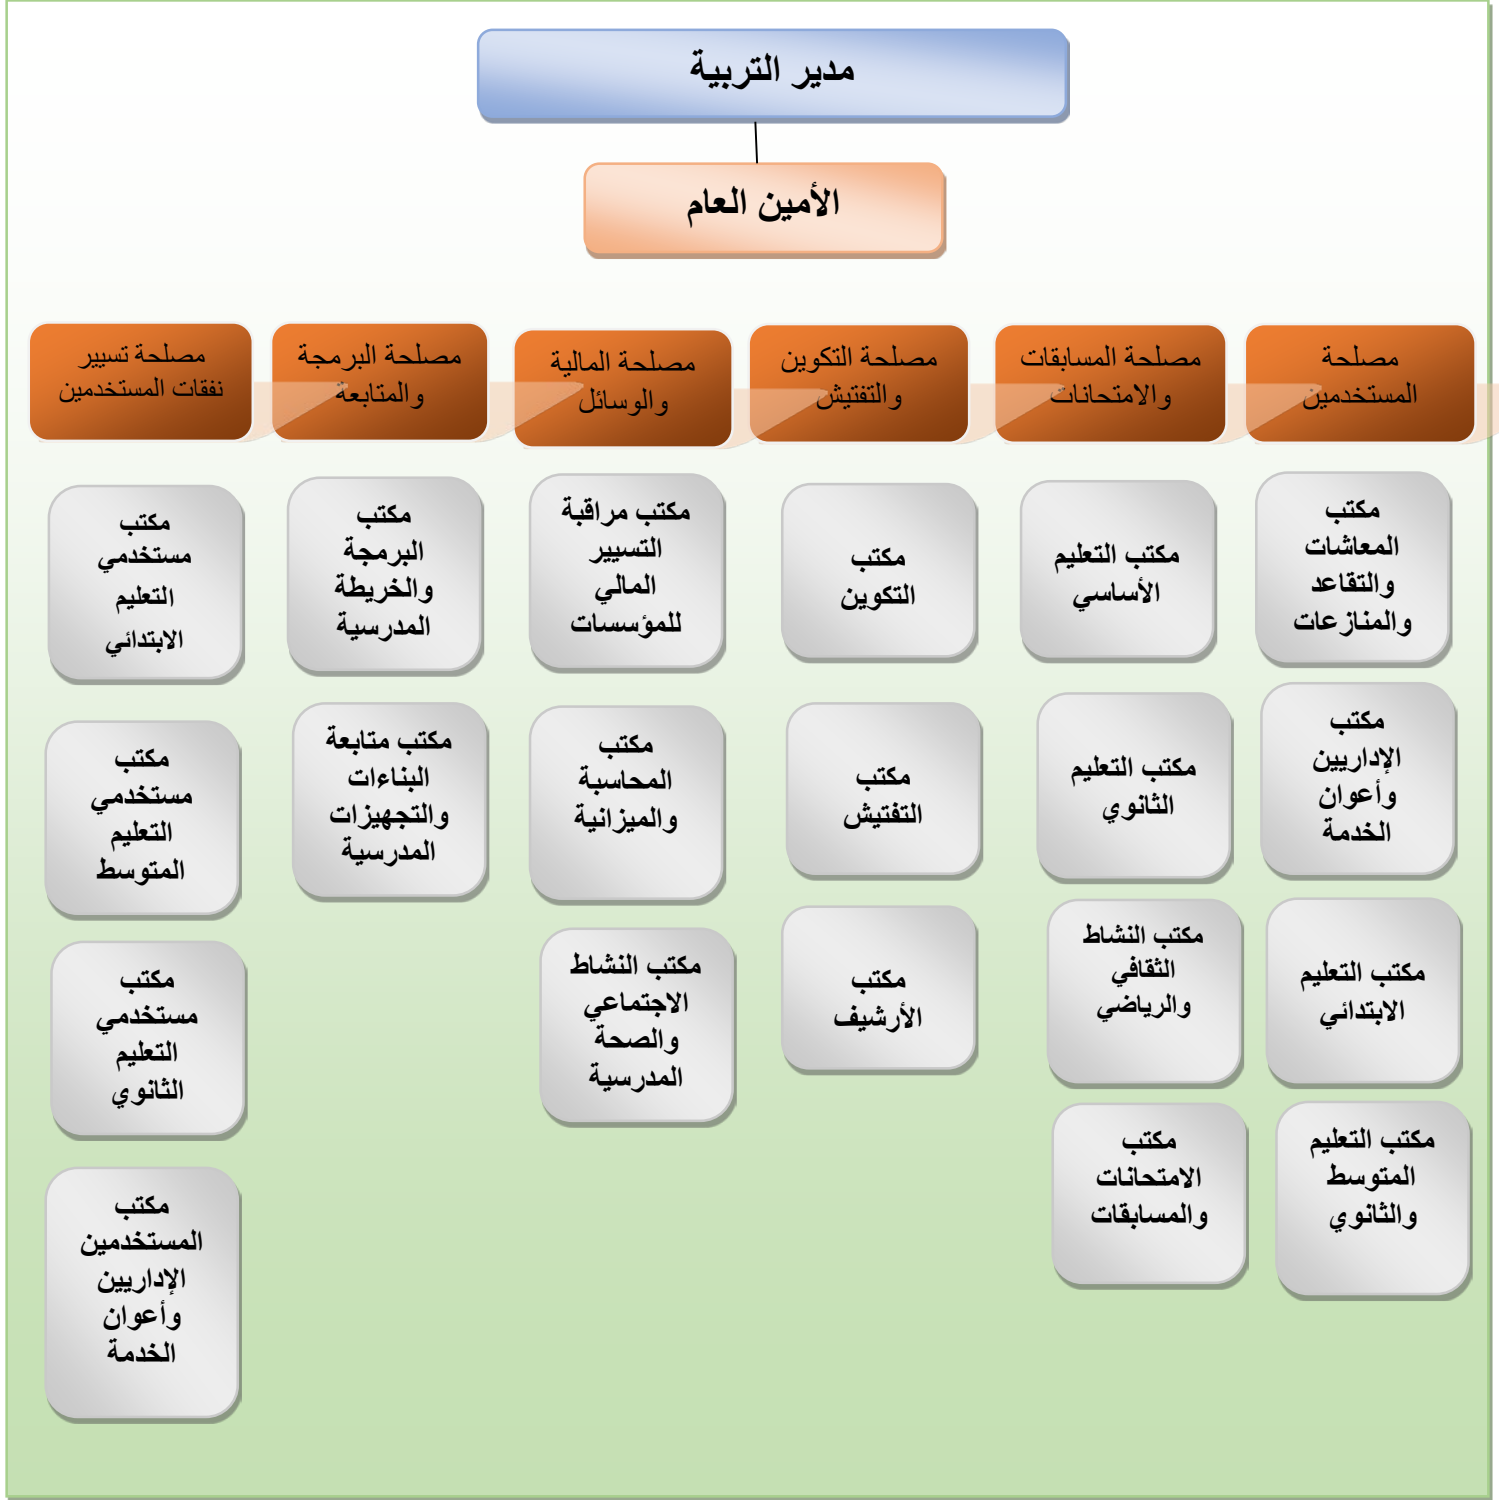 مدير التربية
الأمين العام
مصلحة
المستخدمين
مصلحة المسابقات
والامتحانات
مصلحة التكوين
والتفتيش
مصلحة المالية
والوسائل
مصلحة البرمجة
والمتابعة
مصلحة تسيير
نفقات المستخدمين
مكتب
المعاشات
والتقاعد
والمنازعات
مكتب
الإداريين
وأعوان
الخدمة
مكتب التعليم
الابتدائي
مكتب التعليم
المتوسط
والثانوي
مكتب التعليم
الأساسي
مكتب التعليم
الثانوي
مكتب النشاط
الثقافي
والرياضي
مكتب
الامتحانات
والمسابقات
مكتب
التكوين
مكتب
التفتيش
مكتب
الأرشيف
مكتب مراقبة
التسيير
المالي
للمؤسسات
مكتب
المحاسبة
والميزانية
مكتب النشاط
الاجتماعي
والصحة
المدرسية
مكتب
البرمجة
والخريطة
المدرسية
مكتب متابعة
البناءات
والتجهيزات
المدرسية
مكتب
مستخدمي
التعليم
الابتدائي
مكتب
مستخدمي
التعليم
المتوسط
مكتب
مستخدمي
التعليم
الثانوي
مكتب
المستخدمين
الإداريين
وأعوان
الخدمة